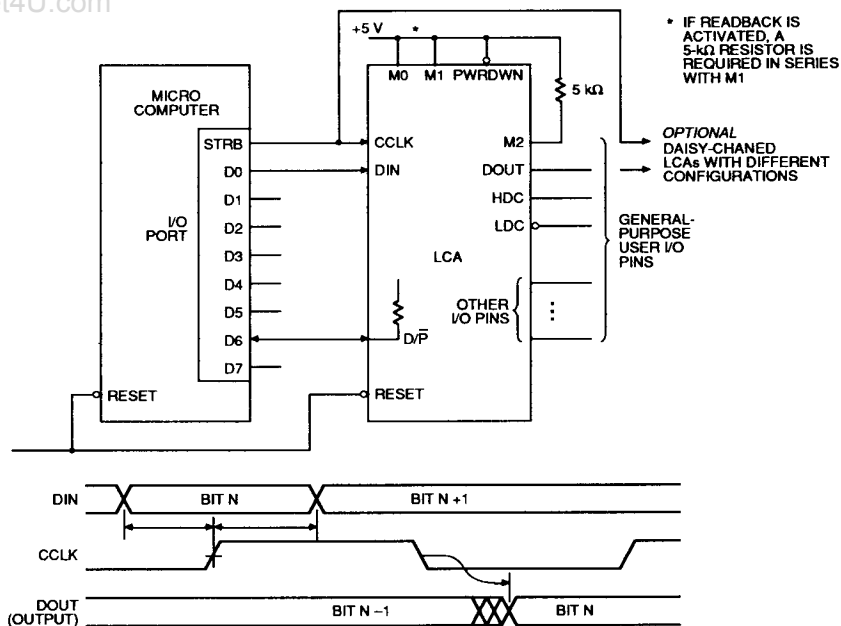 t4U.com
+5 V *
* IF READBACK IS
ACTIVATED, A
5-kΩ RESISTOR IS
REQUIRED IN SERIES
WITH M1
MICRO
COMPUTER
M0 M1 PWRDWN
5 kΩ
STRB
CCLK
M2
OPTIONAL
DAISY-CHANED
LCAs WITH DIFFERENT
CONFIGURATIONS
D0
DIN
DOUT
D1
HDC
I/O
PORT
D2
LDC
GENERAL-
PURPOSE
USER I/O
PINS
D3
LCA
D4
OTHER
I/O PINS
D5
D6
D/P̅
D7
RESET
RESET
DIN BIT N BIT N +1
CCLK
DOUT
(OUTPUT)
BIT N –1 BIT N